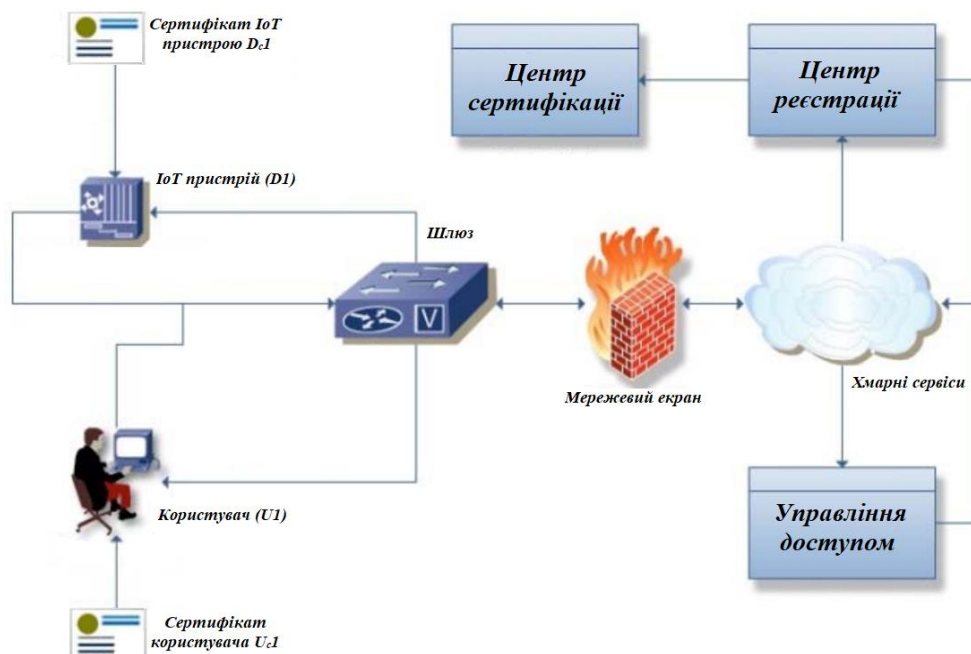 Сертифікат IoT
пристрою Dc1
Центр
сертифікації
Центр
реєстрації
IoT пристрій (D1)
Шлюз
V
Мережевий екран
Хмарні сервіси
Користувач (U1)
Управління
доступом
Сертифікат
користувача Uc1